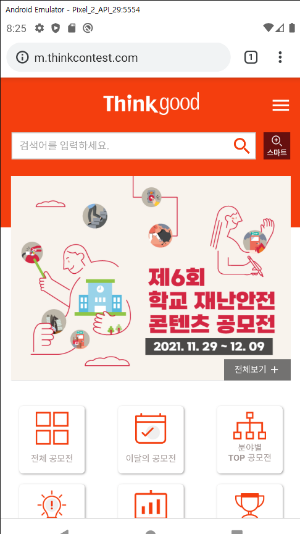 Android Emulator - Pixel_2_API_29:5554
8:25
m.thinkcontest.com
1
Thinkgood
검색어를 입력하세요.
스마트
제6회
학교 재난안전
콘텐츠 공모전
2021. 11. 29 ~ 12. 09
전체보기 +
전체 공모전
이달의 공모전
분야별
TOP 공모전